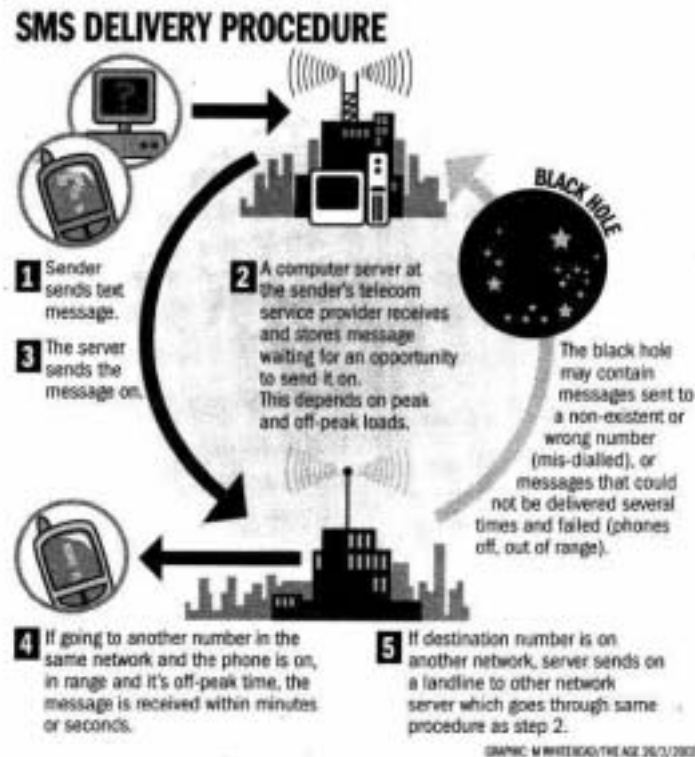 SMS DELIVERY PROCEDURE
?
?
1 Sender
sends text
message.
3 The server
sends the
message on.
2 A computer server at
the sender's telecom
service provider receives
and stores message
waiting for an opportunity
to send it on.
This depends on peak
and off-peak loads.
BLACK HOLE
The black hole
may contain
messages sent to
a non-existent or
wrong number
(mis-dialled), or
messages that could
not be delivered several
times and failed (phones
off, out of range).
!
4 If going to another number in the
same network and the phone is on,
in range and it's off-peak time, the
message is received within minutes
or seconds.
5 If destination number is on
another network, server sends on
a landline to other network
server which goes through same
procedure as step 2.
GRAPHIC: M WHITEHEAD/THE AGE